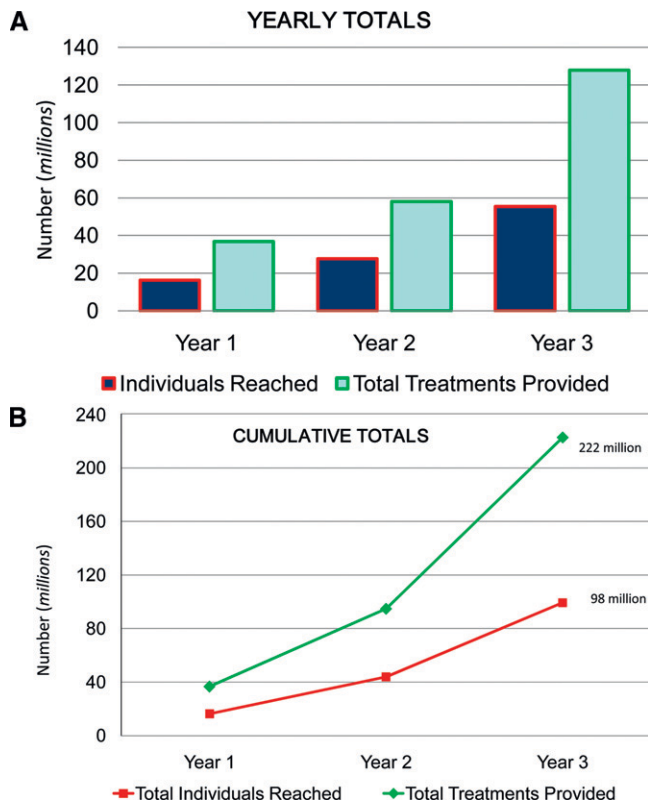 A
YEARLY TOTALS
Number (millions)
140
120
100
80
60
40
20
0
Year 1 Year 2 Year 3
Individuals Reached Total Treatments Provided
B
CUMULATIVE TOTALS
Number (millions)
240
200
160
120
80
40
0
222 million
98 million
Year 1 Year 2 Year 3
Total Individuals Reached Total Treatments Provided